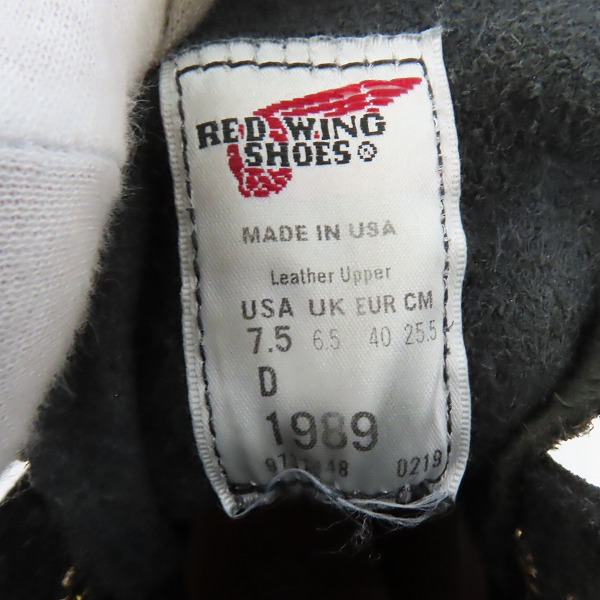 RED WING
SHOES ®
MADE IN USA
Leather Upper
USA UK EUR CM
7.5 6.5 40 25.5
D
1989
0219